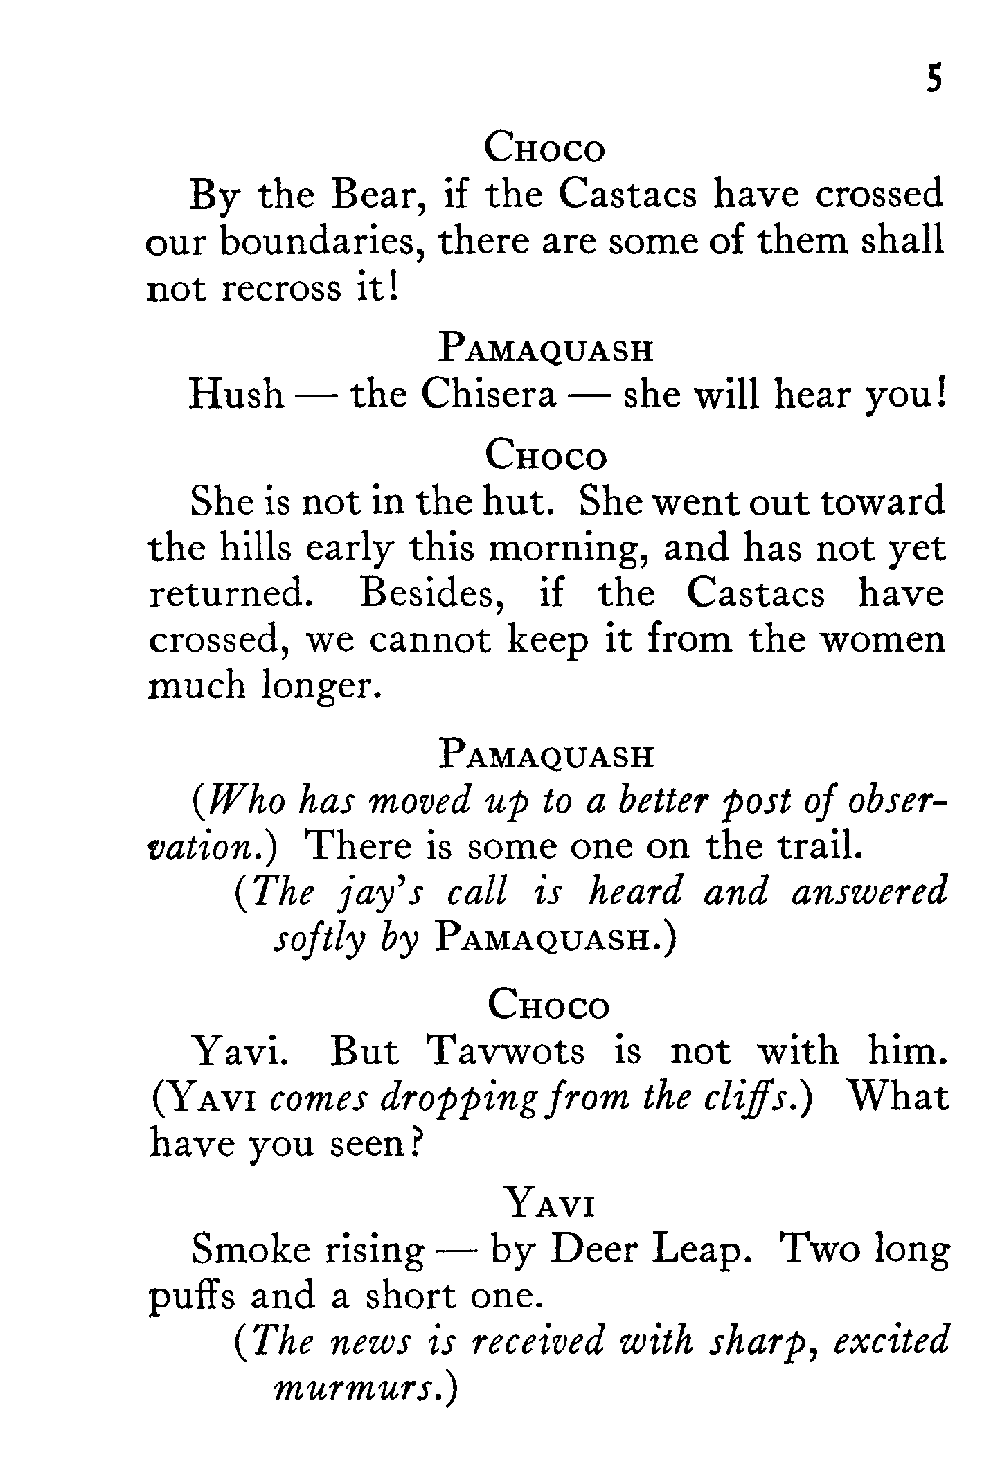 5
Choco
By the Bear, if the Castacs have crossed
our boundaries, there are some of them shall
not recross it!
Pamaquash
Hush — the Chisera — she will hear you!
Choco
She is not in the hut. She went out toward
the hills early this morning, and has not yet
returned. Besides, if the Castacs have
crossed, we cannot keep it from the women
much longer.
Pamaquash
(Who has moved up to a better post of obser-
vation.) There is some one on the trail.
(The jay's call is heard and answered
softly by Pamaquash.)
Choco
Yavi. But Tavwots is not with him.
(Yavi comes dropping from the cliffs.) What
have you seen?
Yavi
Smoke rising — by Deer Leap. Two long
puffs and a short one.
(The news is received with sharp, excited
murmurs.)